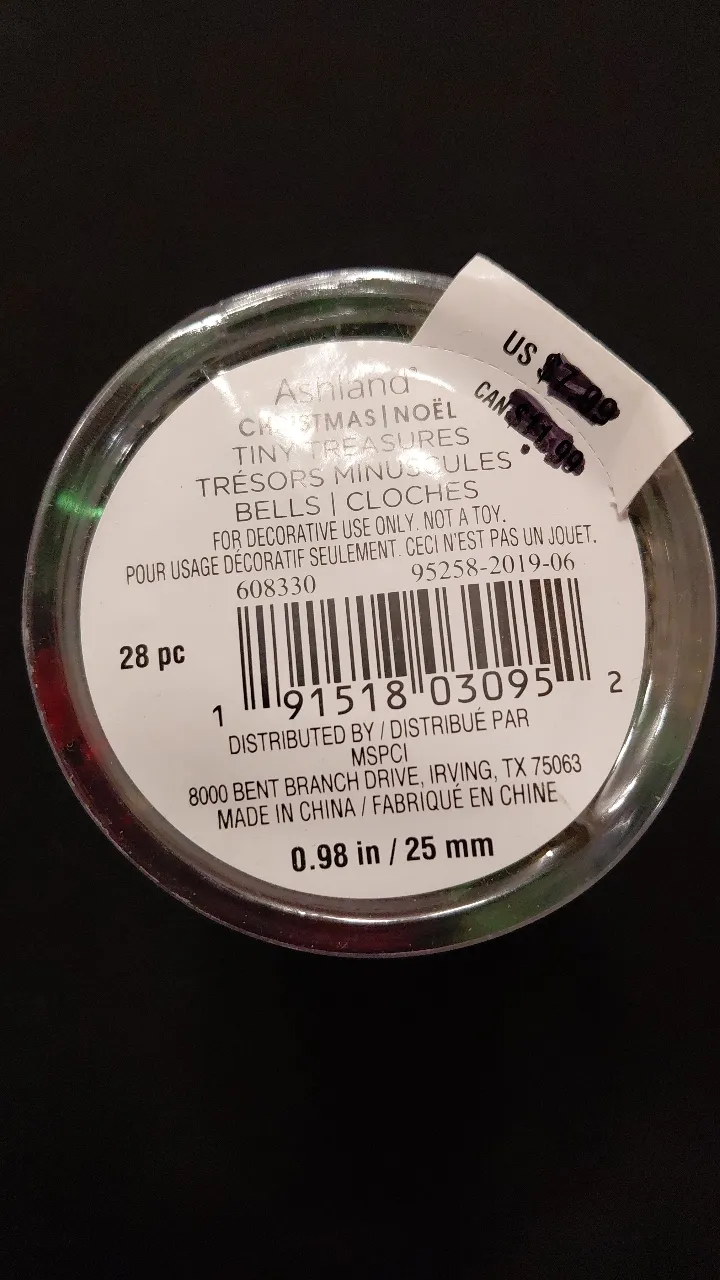 Ashland®
CHRISTMAS | NOËL
TINY TREASURES
TRÉSORS MINUSCULES
BELLS | CLOCHES
FOR DECORATIVE USE ONLY. NOT A TOY.
POUR USAGE DÉCORATIF SEULEMENT. CECI N'EST PAS UN JOUET.
608330 95258-2019-06
28 pc
1 91518 03095 2
DISTRIBUTED BY / DISTRIBUÉ PAR
MSPCI
8000 BENT BRANCH DRIVE, IRVING, TX 75063
MADE IN CHINA / FABRIQUÉ EN CHINE
0.98 in / 25 mm
US $7.99
CAN